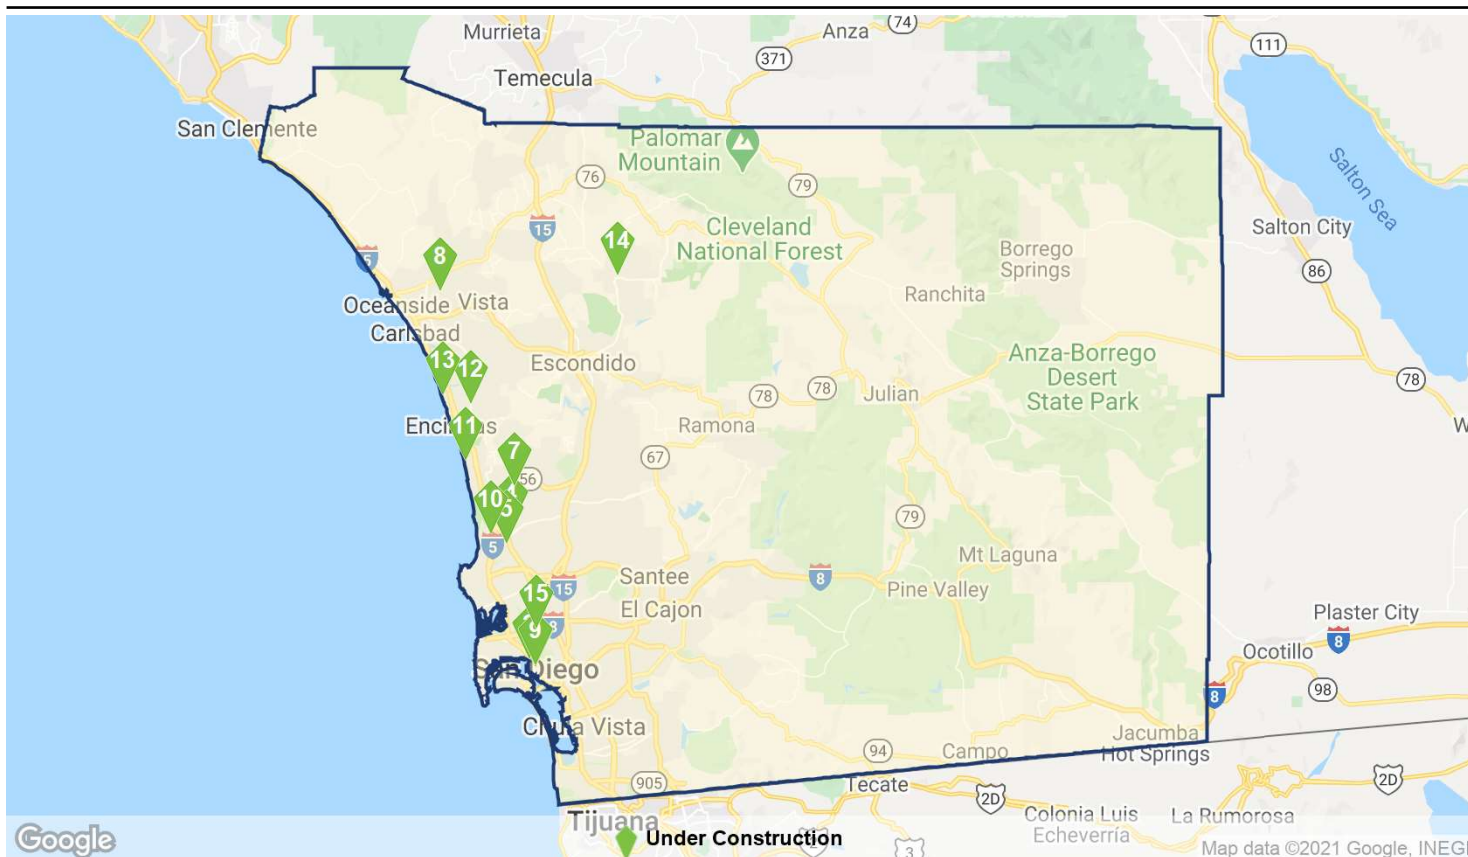 Murrieta
Anza
74
371
111
Temecula
San Clemente
Palomar
Mountain
76
79
Salton Sea
15
Cleveland
National Forest
Salton City
14
Borrego
Springs
5
8
86
Ranchita
Oceanside
Vista
Carlsbad
13
12
Escondido
Anza-Borrego
Desert
State Park
78
78
78
Julian
11
Ramona
W
7
67
56
10
5
79
5
Mt Laguna
Santee
8
15
15
El Cajon
Pine Valley
Plaster City
8
9
8
Ocotillo
San Diego
98
8
Chula Vista
Jacumba
Hot Springs
94
Campo
905
Tecate
2D
2D
Colonia Luis
Echeverría
La Rumorosa
Tijuana
Under Construction
3
Google
Map data ©2021 Google, INEGI